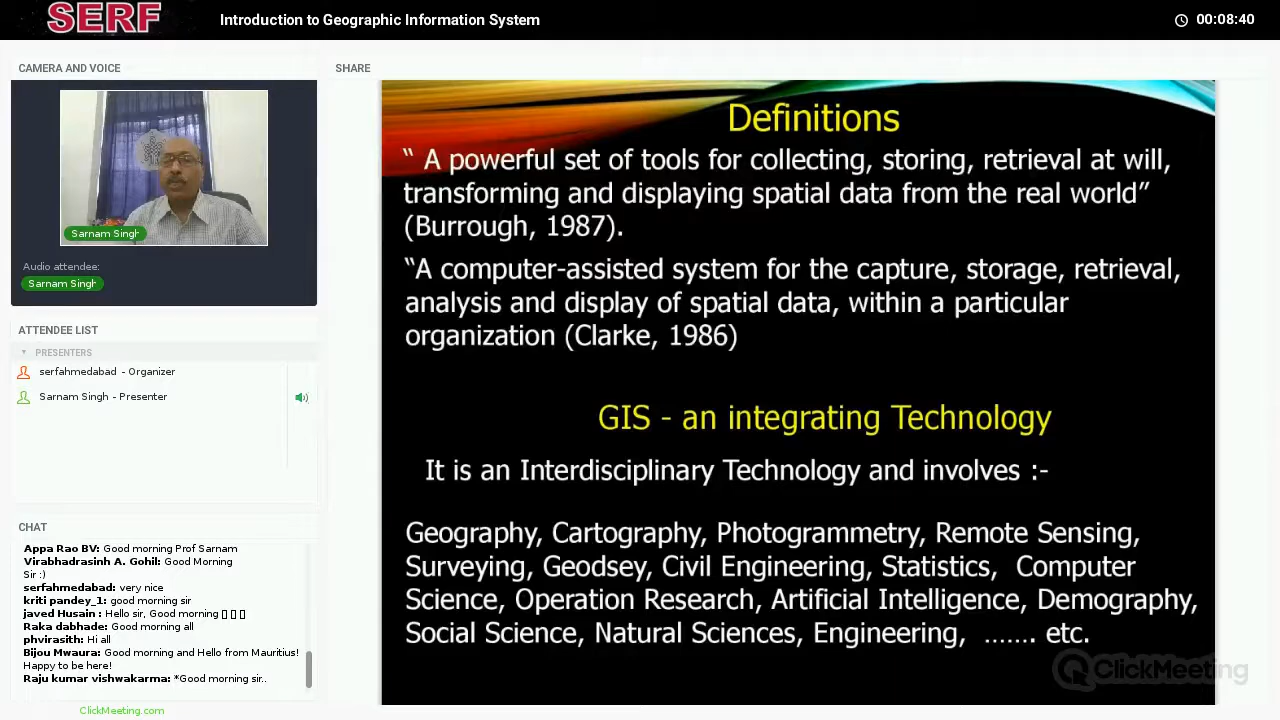 SERF
Introduction to Geographic Information System
00:08:40
CAMERA AND VOICE
Sarnam Singh
Audio attendee:
Sarnam Singh
ATTENDEE LIST
PRESENTERS
serfahmedabad - Organizer
Sarnam Singh - Presenter
CHAT
Appa Rao BV: Good morning Prof Sarnam
Virabhadrasinh A. Gohil: Good Morning
Sir :)
serfahmedabad: very nice
kriti pandey_1: good morning sir
javed Husain : Hello sir, Good morning
Raka dabhade: Good morning all
phvirasith: Hi all
Bijou Mwaura: Good morning and Hello from Mauritius!
Happy to be here!
Raju kumar vishwakarma: *Good morning sir..
ClickMeeting.com
SHARE
Definitions
“ A powerful set of tools for collecting, storing, retrieval at will,
transforming and displaying spatial data from the real world”
(Burrough, 1987).
“A computer-assisted system for the capture, storage, retrieval,
analysis and display of spatial data, within a particular
organization (Clarke, 1986)
GIS - an integrating Technology
It is an Interdisciplinary Technology and involves :-
Geography, Cartography, Photogrammetry, Remote Sensing,
Surveying, Geodsey, Civil Engineering, Statistics, Computer
Science, Operation Research, Artificial Intelligence, Demography,
Social Science, Natural Sciences, Engineering, ....... etc.
ClickMeeting